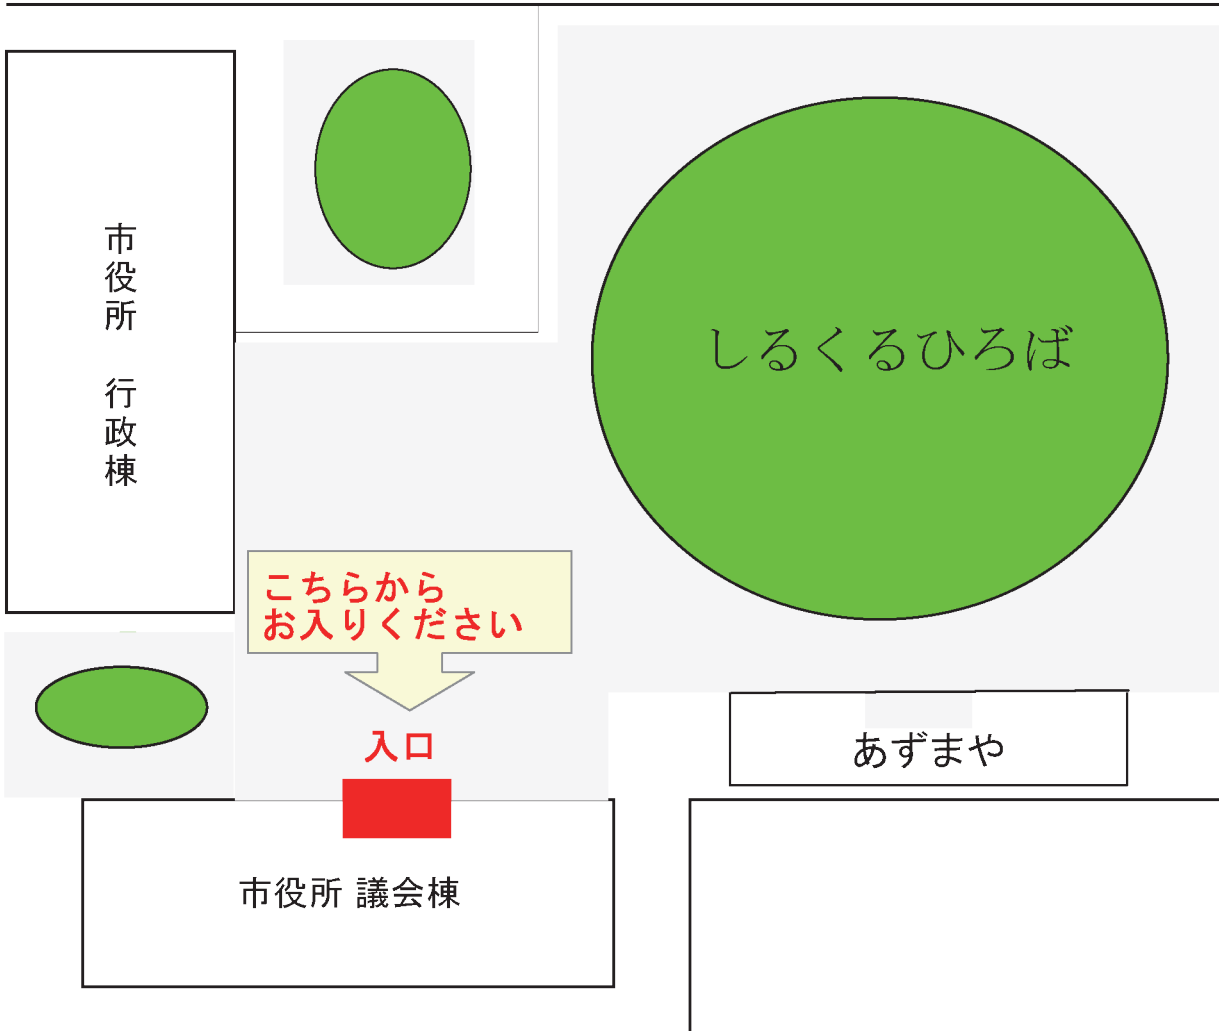 市役所　行政棟
しるくるひろば
こちらから
お入りください
入口
あずまや
市役所 議会棟